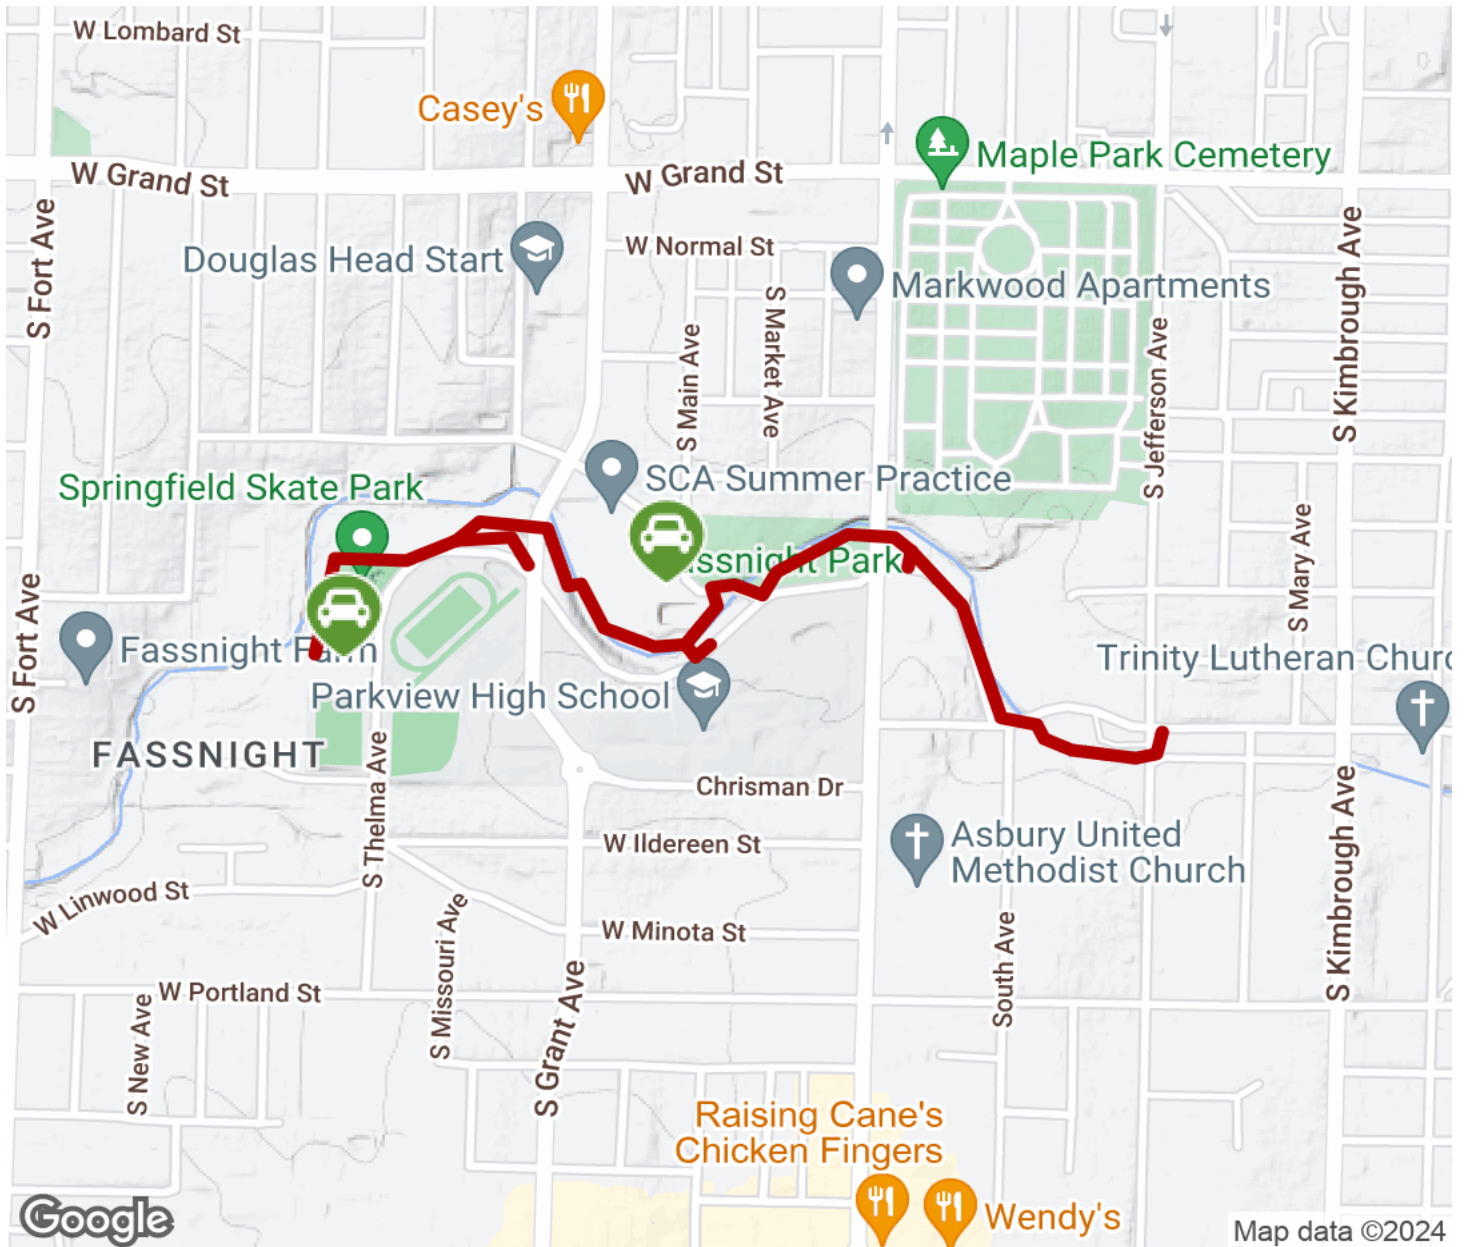 W Lombard St
Casey's
W Grand St
W Grand St
Maple Park Cemetery
S Fort Ave
Douglas Head Start
W Normal St
Markwood Apartments
S Kimbrough Ave
S Market Ave
S Main Ave
S Jefferson Ave
Springfield Skate Park
SCA Summer Practice
Park
S Mary Ave
S Fort Ave
Fassnight Farm
Trinity Lutheran Churc
Parkview High School
FASSNIGHT
S Thelma Ave
Chrisman Dr
S Kimbrough Ave
W Ildereen St
Asbury United
Methodist Church
W Linwood St
S Missouri Ave
W Minota St
South Ave
W Portland St
S New Ave
S Grant Ave
Raising Cane's
Chicken Fingers
Wendy's
Google
Map data ©2024